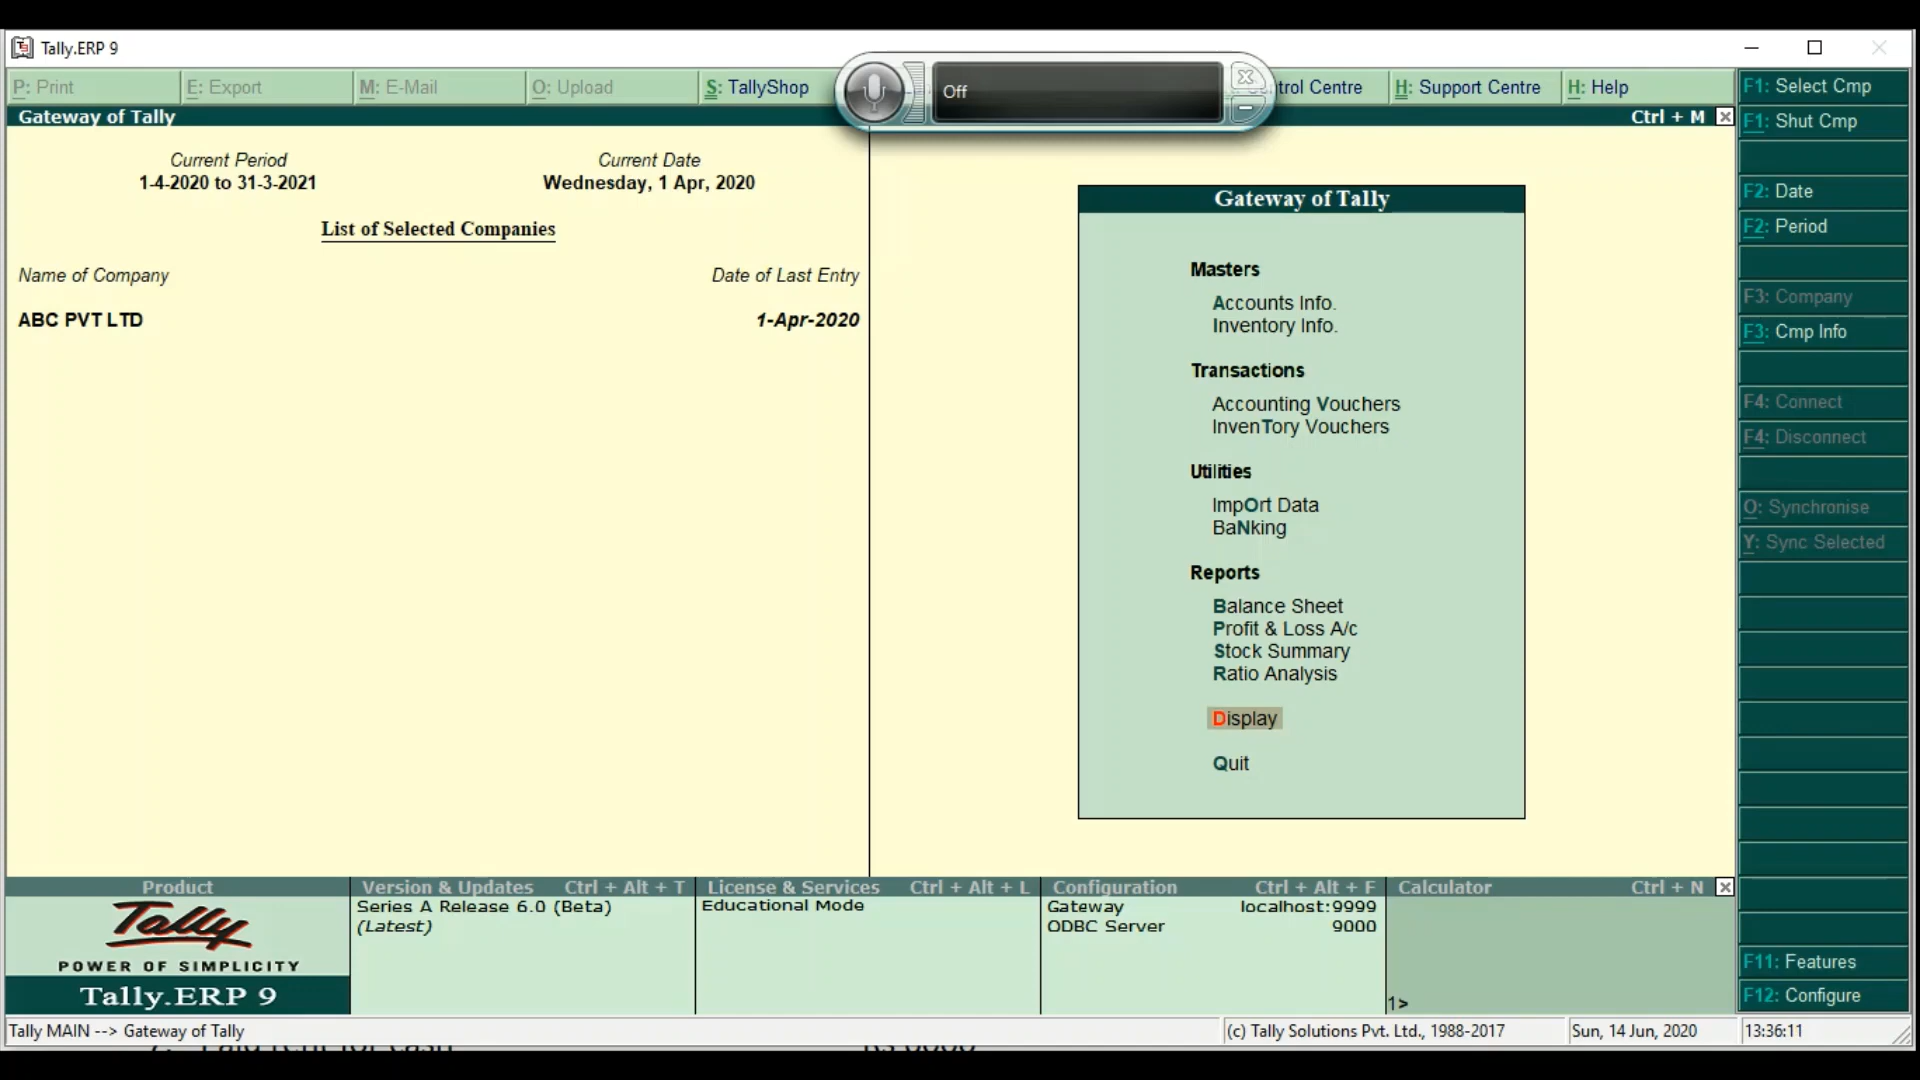 Tally.ERP 9
P: Print
E: Export
M: E-Mail
O: Upload
S: TallyShop
Off
trol Centre
H: Support Centre
H: Help
Gateway of Tally
Ctrl + M
Current Period
1-4-2020 to 31-3-2021
Current Date
Wednesday, 1 Apr, 2020
List of Selected Companies
Name of Company
Date of Last Entry
ABC PVT LTD
1-Apr-2020
Gateway of Tally
Masters
Accounts Info.
Inventory Info.
Transactions
Accounting Vouchers
InvenTory Vouchers
Utilities
ImpOrt Data
BaNking
Reports
Balance Sheet
Profit & Loss A/c
Stock Summary
Ratio Analysis
Display
Quit
F1: Select Cmp
F1: Shut Cmp
F2: Date
F2: Period
F3: Company
F3: Cmp Info
F4: Connect
F4: Disconnect
O: Synchronise
Y: Sync Selected
F11: Features
F12: Configure
Product
Tally
POWER OF SIMPLICITY
Tally.ERP 9
Version & Updates Ctrl + Alt + T
Series A Release 6.0 (Beta)
(Latest)
License & Services Ctrl + Alt + L
Educational Mode
Configuration Ctrl + Alt + F
Gateway localhost:9999
ODBC Server 9000
Calculator Ctrl + N
1>
Tally MAIN --> Gateway of Tally
(c) Tally Solutions Pvt. Ltd., 1988-2017
Sun, 14 Jun, 2020
13:36:11